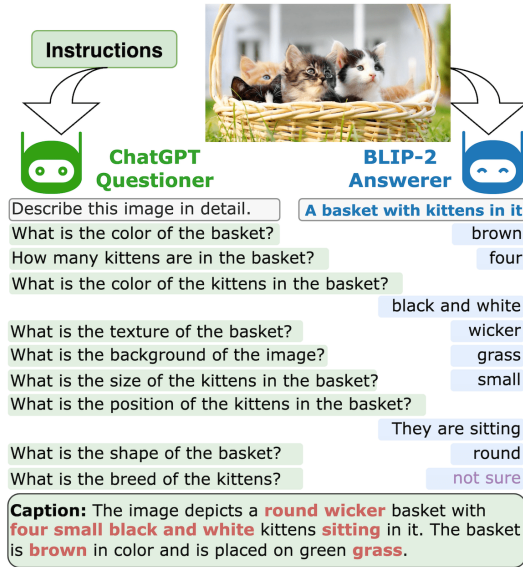 Instructions
ChatGPT Questioner
BLIP-2 Answerer
Describe this image in detail.
A basket with kittens in it
What is the color of the basket?
brown
How many kittens are in the basket?
four
What is the color of the kittens in the basket?
black and white
What is the texture of the basket?
wicker
What is the background of the image?
grass
What is the size of the kittens in the basket?
small
What is the position of the kittens in the basket?
They are sitting
What is the shape of the basket?
round
What is the breed of the kittens?
not sure
Caption: The image depicts a round wicker basket with
four small black and white kittens sitting in it. The basket
is brown in color and is placed on green grass.